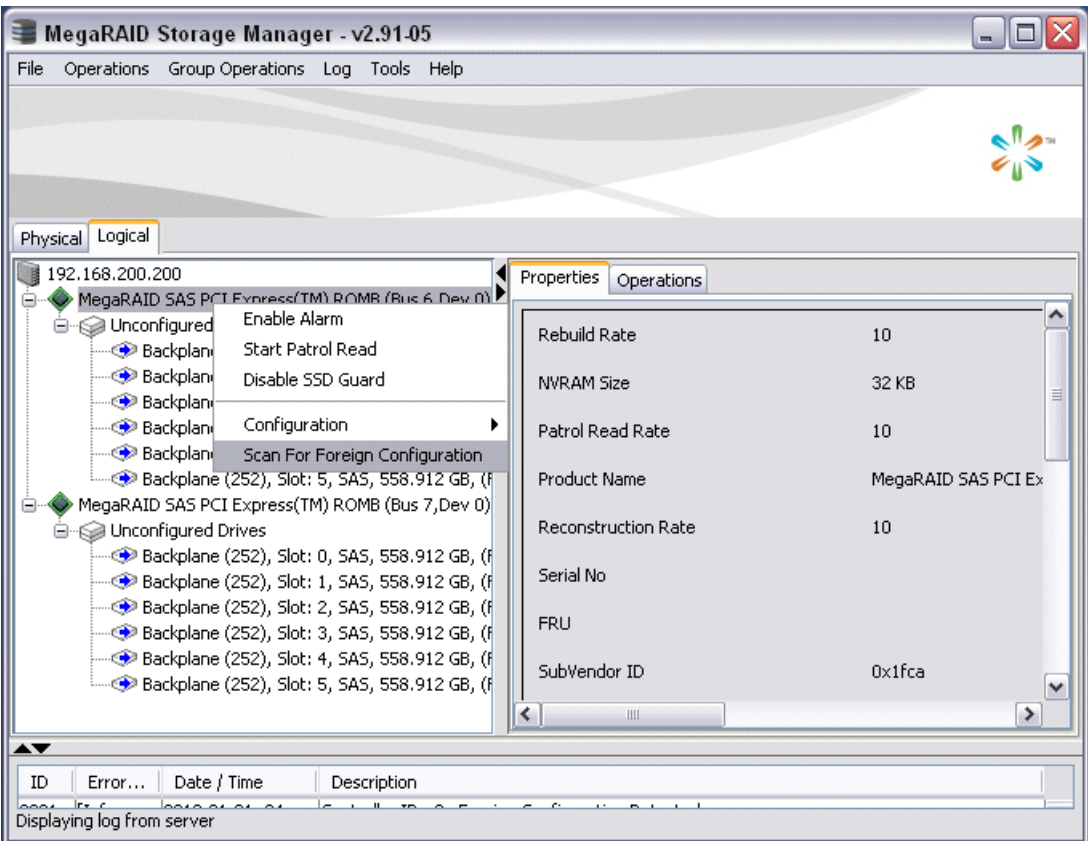 MegaRAID Storage Manager - v2.91-05
File Operations Group Operations Log Tools Help
TM
Physical Logical
192.168.200.200
MegaRAID SAS PCI Express(TM) ROMB (Bus 6,Dev 0)
Unconfigured
Backplan
Backplan
Backplan
Backplan
Backplan
Backplane (252), Slot: 5, SAS, 558.912 GB, (F
MegaRAID SAS PCI Express(TM) ROMB (Bus 7,Dev 0)
Unconfigured Drives
Backplane (252), Slot: 0, SAS, 558.912 GB, (F
Backplane (252), Slot: 1, SAS, 558.912 GB, (F
Backplane (252), Slot: 2, SAS, 558.912 GB, (F
Backplane (252), Slot: 3, SAS, 558.912 GB, (F
Backplane (252), Slot: 4, SAS, 558.912 GB, (F
Backplane (252), Slot: 5, SAS, 558.912 GB, (F
Enable Alarm
Start Patrol Read
Disable SSD Guard
Configuration
Scan For Foreign Configuration
Properties Operations
Rebuild Rate 10
NVRAM Size 32 KB
Patrol Read Rate 10
Product Name MegaRAID SAS PCI Ex
Reconstruction Rate 10
Serial No
FRU
SubVendor ID 0x1fca
ID Error... Date / Time Description
Displaying log from server